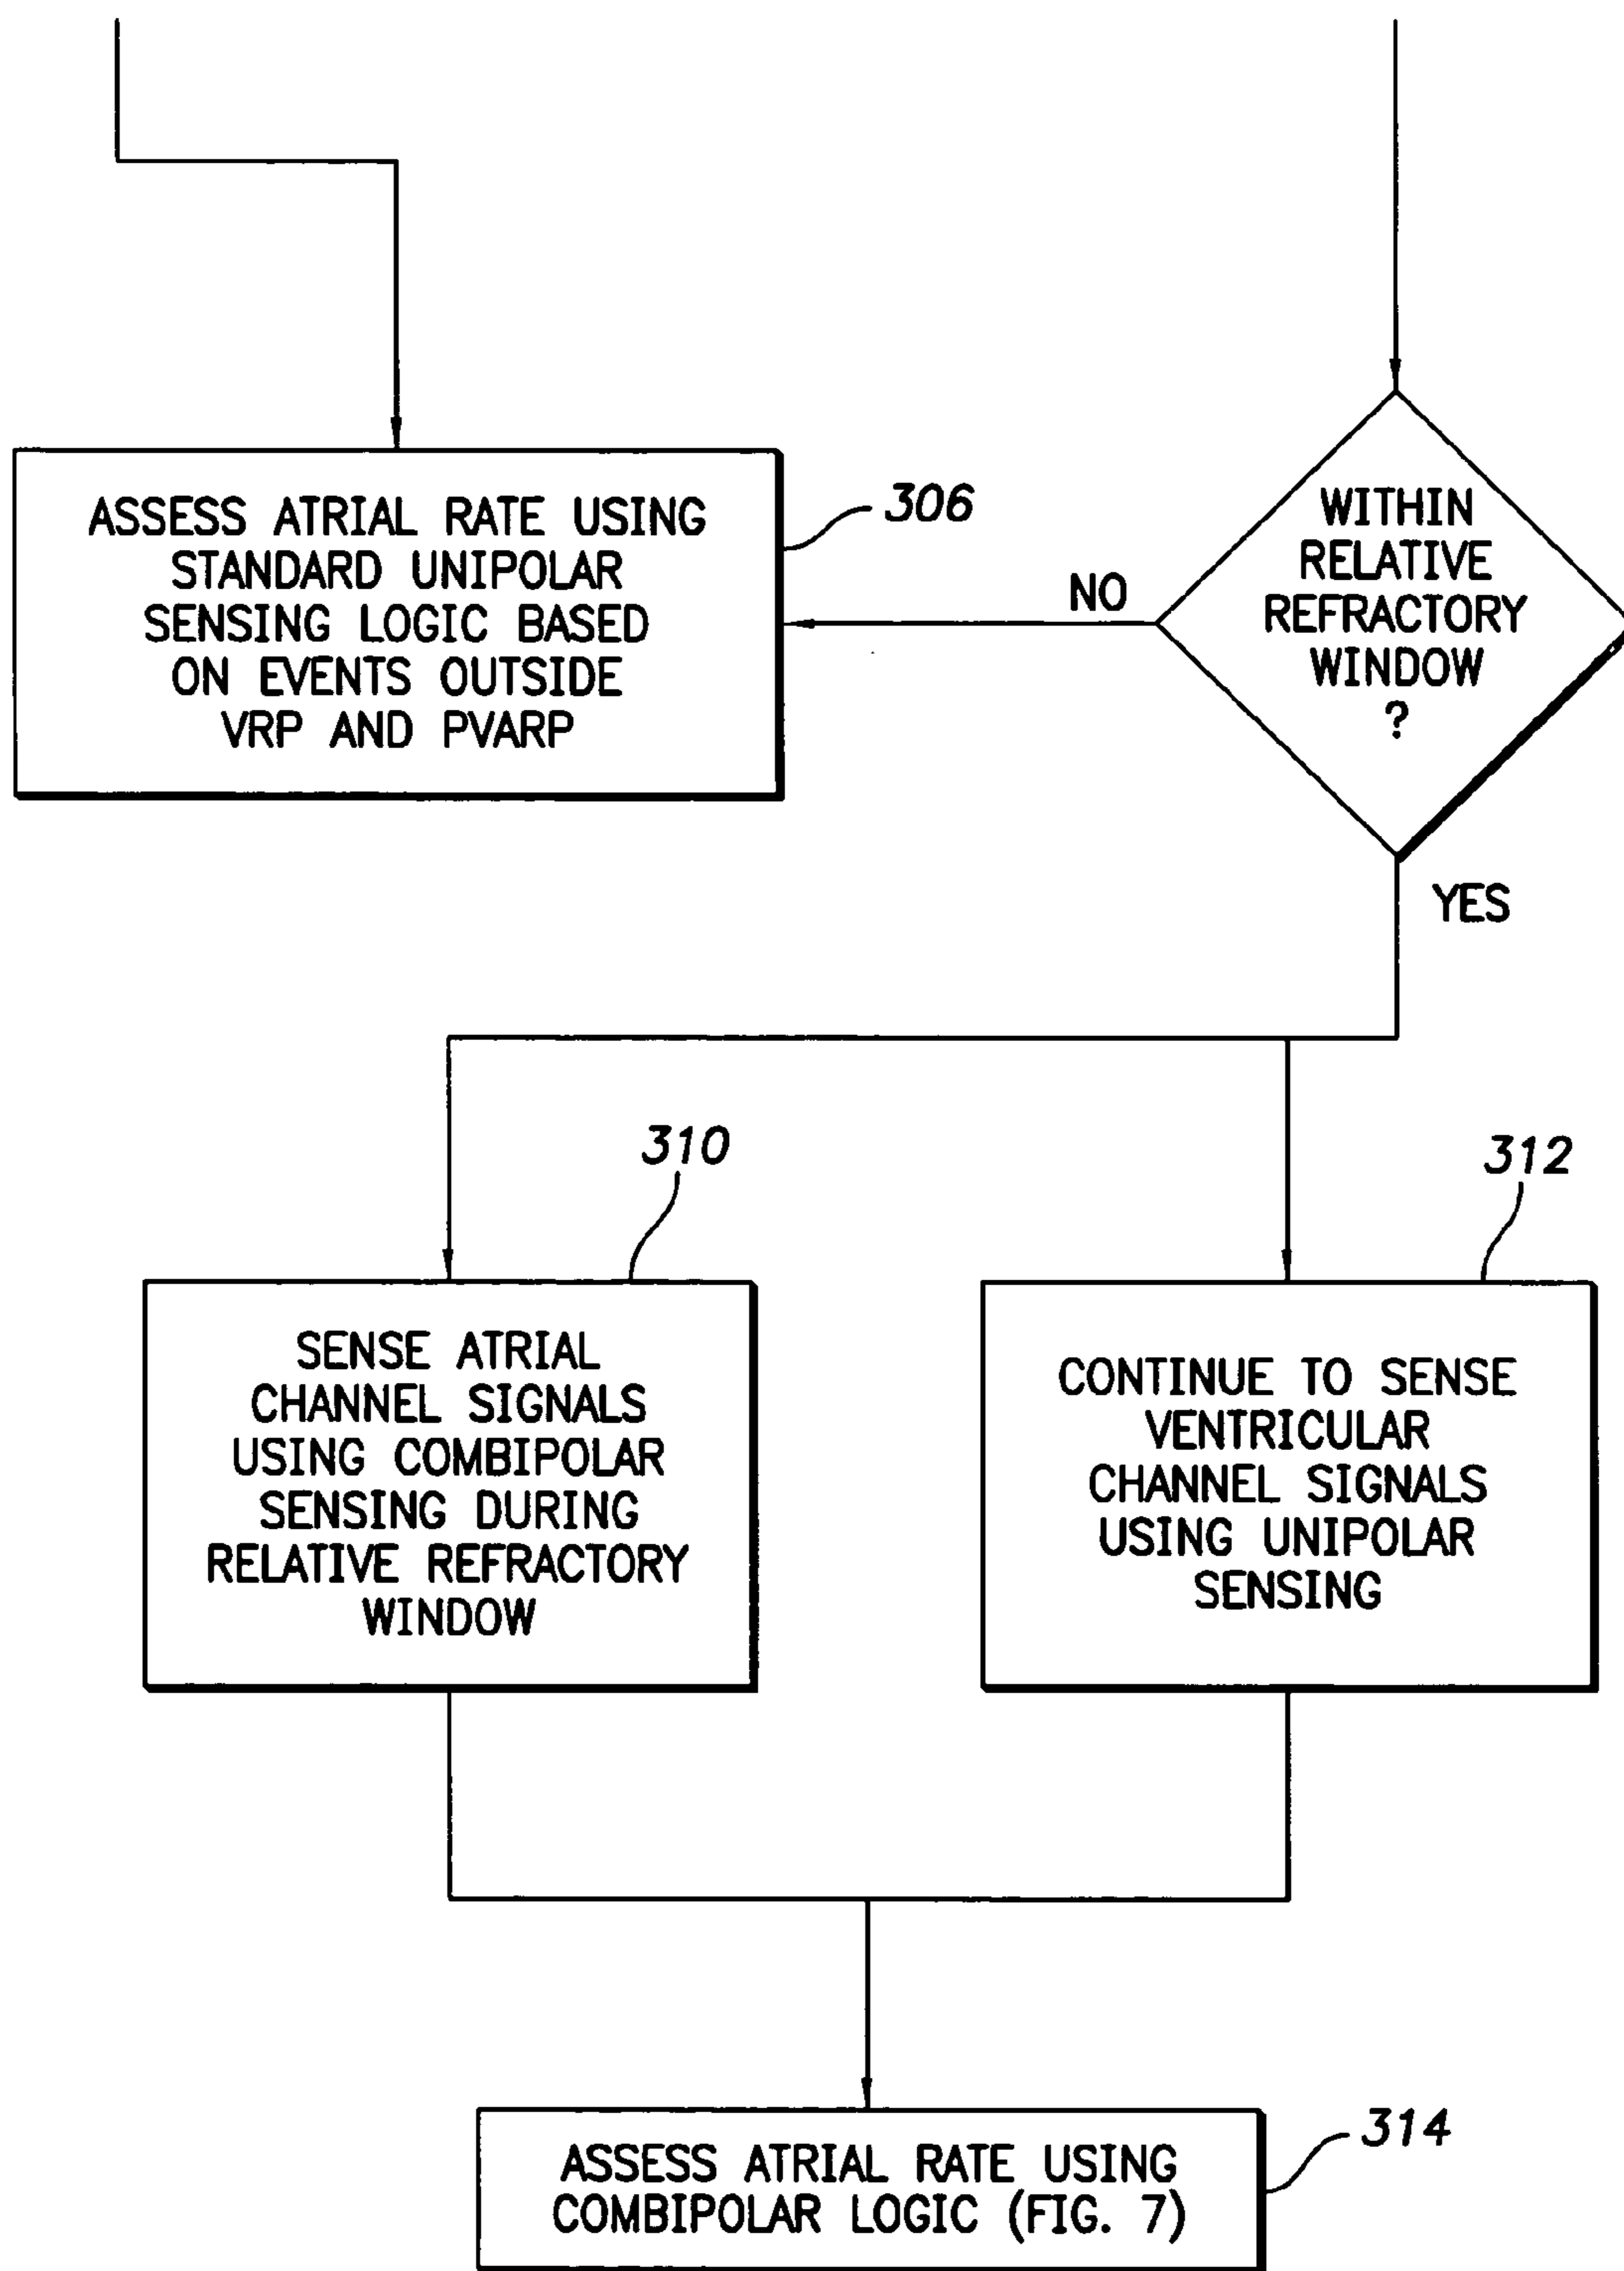 ASSESS ATRIAL RATE USING
STANDARD UNIPOLAR
SENSING LOGIC BASED
ON EVENTS OUTSIDE
VRP AND PVARP
306
NO
WITHIN
RELATIVE
REFRACTORY
WINDOW
?
YES
310
312
SENSE ATRIAL
CHANNEL SIGNALS
USING COMBIPOLAR
SENSING DURING
RELATIVE REFRACTORY
WINDOW
CONTINUE TO SENSE
VENTRICULAR
CHANNEL SIGNALS
USING UNIPOLAR
SENSING
314
ASSESS ATRIAL RATE USING
COMBIPOLAR LOGIC (FIG. 7)